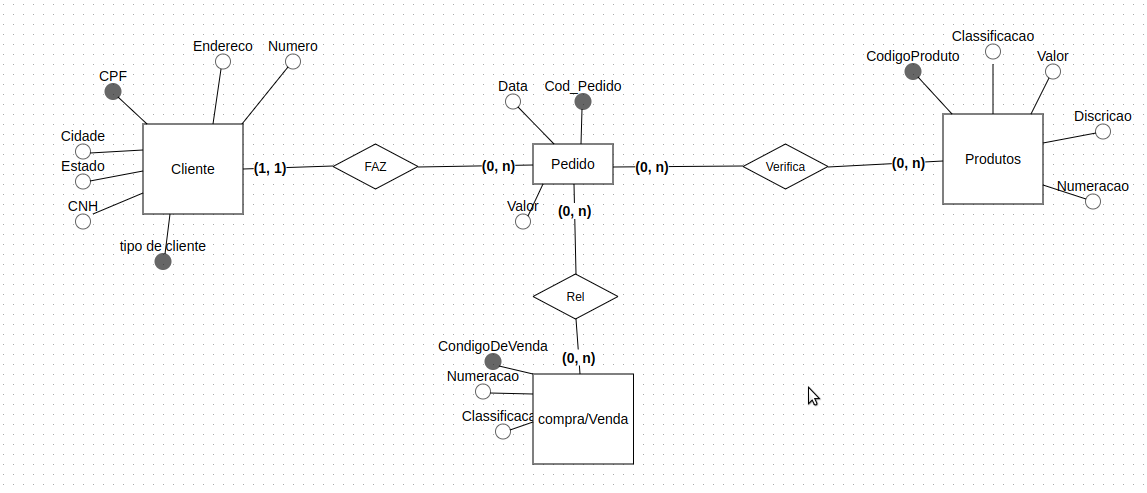 Endereco
Numero
CPF
Cidade
Estado
CNH
tipo de cliente
Cliente
(1, 1)
FAZ
(0, n)
Data
Cod_Pedido
Pedido
Valor
(0, n)
(0, n)
Verifica
(0, n)
CodigoProduto
Classificacao
Valor
Discricao
Numeracao
Produtos
Rel
(0, n)
CondigoDeVenda
Numeracao
Classificaca
compra/Venda